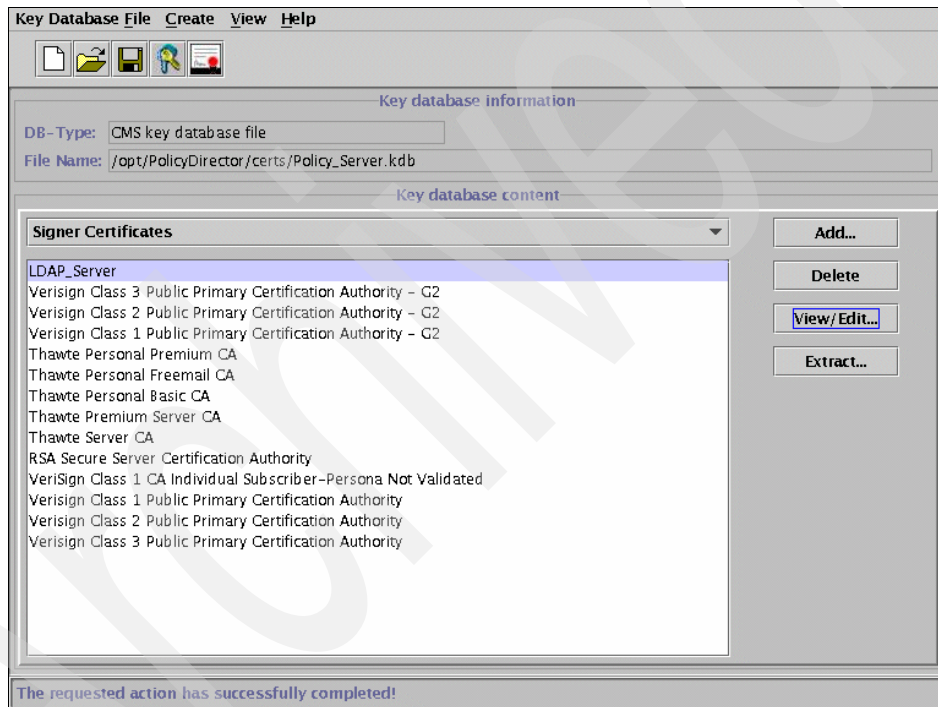 Key Database File Create View Help
Key database information
DB-Type: CMS key database file
File Name: /opt/PolicyDirector/certs/Policy_Server.kdb
Key database content
Signer Certificates
Add...
LDAP_Server
Delete
Verisign Class 3 Public Primary Certification Authority - G2
Verisign Class 2 Public Primary Certification Authority - G2
View/Edit...
Verisign Class 1 Public Primary Certification Authority - G2
Thawte Personal Premium CA
Extract...
Thawte Personal Freemail CA
Thawte Personal Basic CA
Thawte Premium Server CA
Thawte Server CA
RSA Secure Server Certification Authority
VeriSign Class 1 CA Individual Subscriber-Persona Not Validated
Verisign Class 1 Public Primary Certification Authority
Verisign Class 2 Public Primary Certification Authority
Verisign Class 3 Public Primary Certification Authority
The requested action has successfully completed!